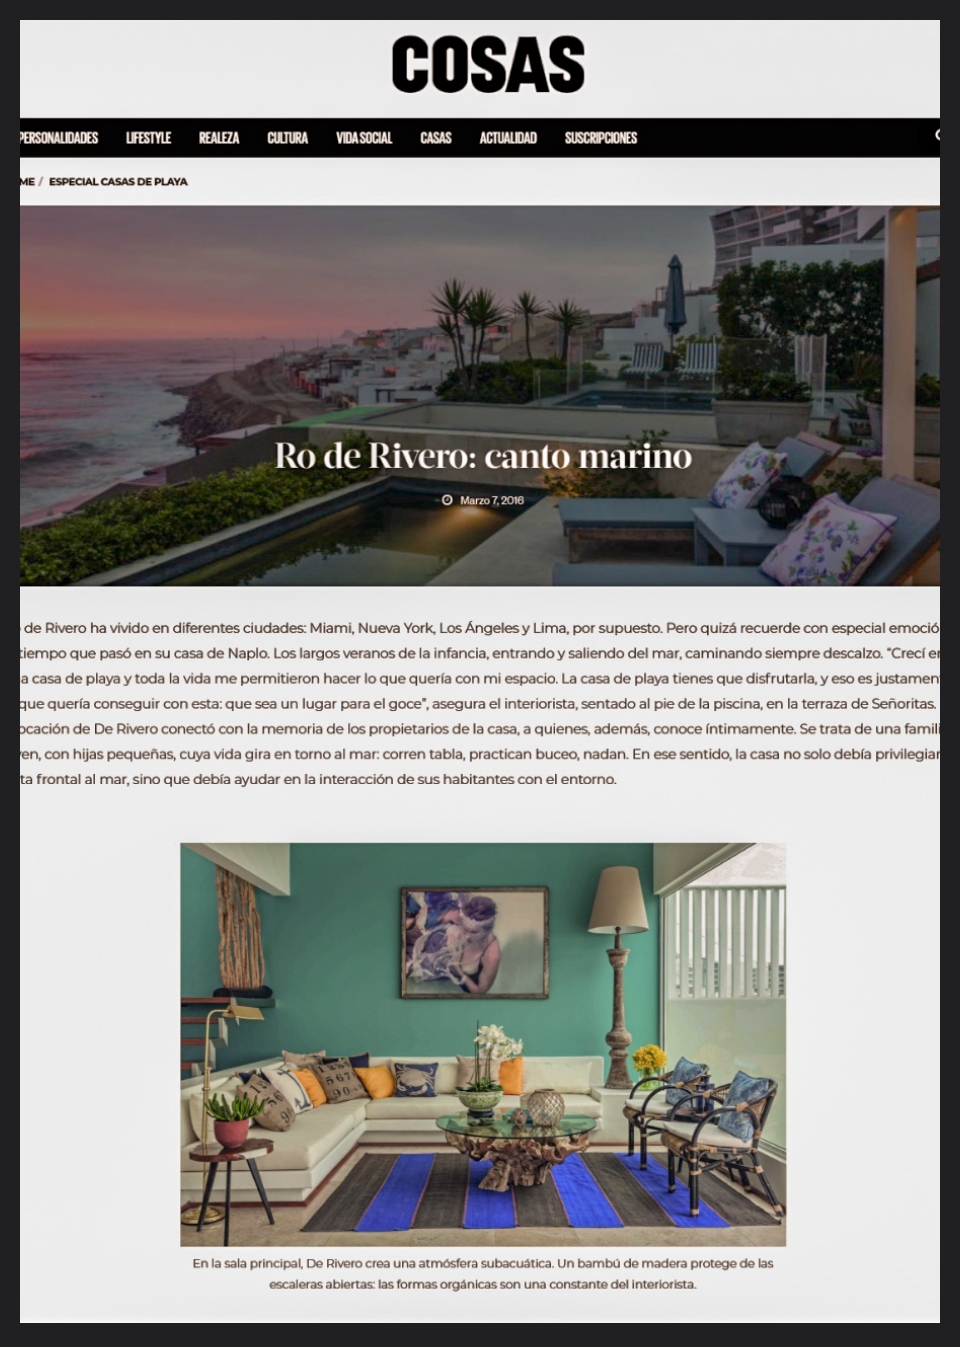 COSAS
PERSONALIDADES LIFESTYLE REALEZA CULTURA VIDA SOCIAL CASAS ACTUALIDAD SUSCRIPCIONES
ME / ESPECIAL CASAS DE PLAYA
Ro de Rivero: canto marino
Marzo 7, 2016
de Rivero ha vivido en diferentes ciudades: Miami, Nueva York, Los Ángeles y Lima, por supuesto. Pero quizá recuerde con especial emoció
tiempo que pasó en su casa de Naplo. Los largos veranos de la infancia, entrando y saliendo del mar, caminando siempre descalzo. “Crecí en
a casa de playa y toda la vida me permitieron hacer lo que quería con mi espacio. La casa de playa tienes que disfrutarla, y eso es justamen
que quería conseguir con esta: que sea un lugar para el goce”, asegura el interiorista, sentado al pie de la piscina, en la terraza de Señoritas.
ocación de De Rivero conectó con la memoria de los propietarios de la casa, a quienes, además, conoce íntimamente. Se trata de una famili
ven, con hijas pequeñas, cuya vida gira en torno al mar: corren tabla, practican buceo, nadan. En ese sentido, la casa no solo debía privilegiar
ta frontal al mar, sino que debía ayudar en la interacción de sus habitantes con el entorno.
En la sala principal, De Rivero crea una atmósfera subacuática. Un bambú de madera protege de las
escaleras abiertas: las formas orgánicas son una constante del interiorista.